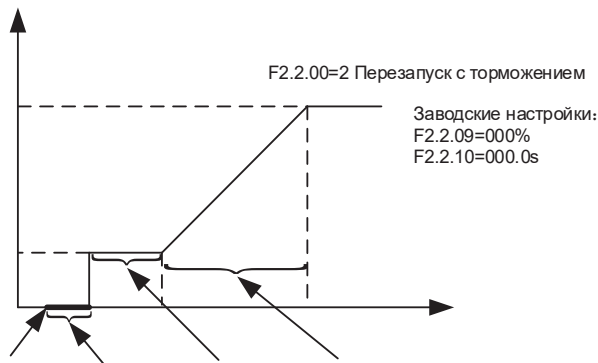 F2.2.00=2 Перезапуск с торможением
Заводские настройки:
F2.2.09=000%
F2.2.10=000.0s